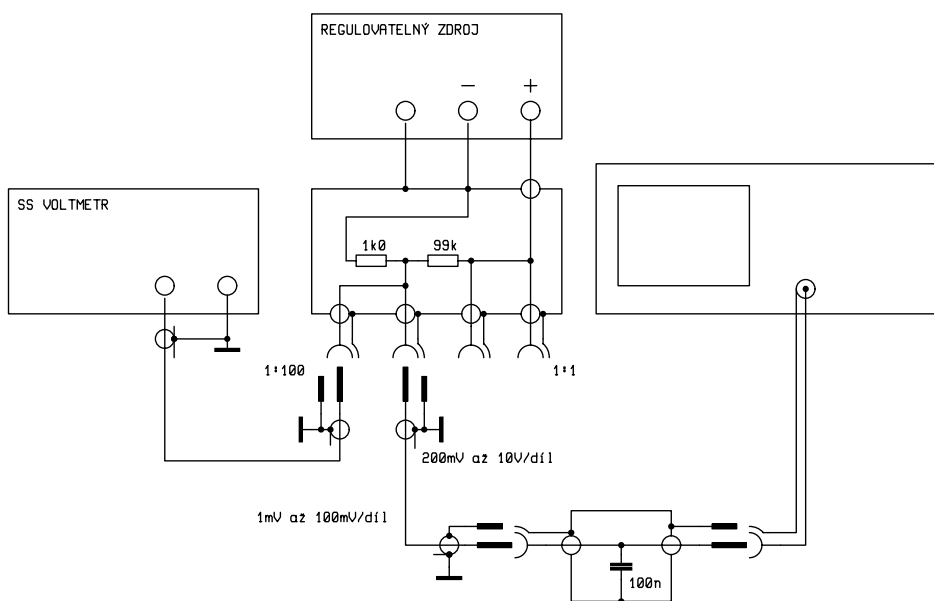 REGULOVATELNÝ ZDROJ
−
+
SS VOLTMETR
1k0
99k
1:100
1:1
200mV až 10V/díl
1mV až 100mV/díl
100n